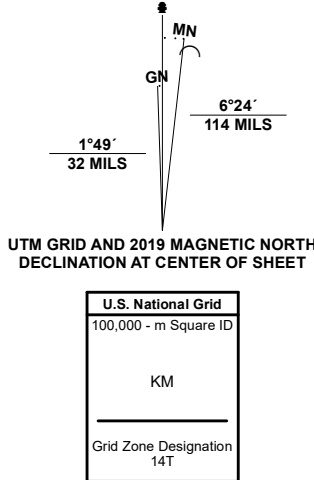 MN
GN
6°24´
114 MILS
1°49´
32 MILS
UTM GRID AND 2019 MAGNETIC NORTH
DECLINATION AT CENTER OF SHEET
U.S. National Grid
100,000 - m Square ID
KM
Grid Zone Designation
14T